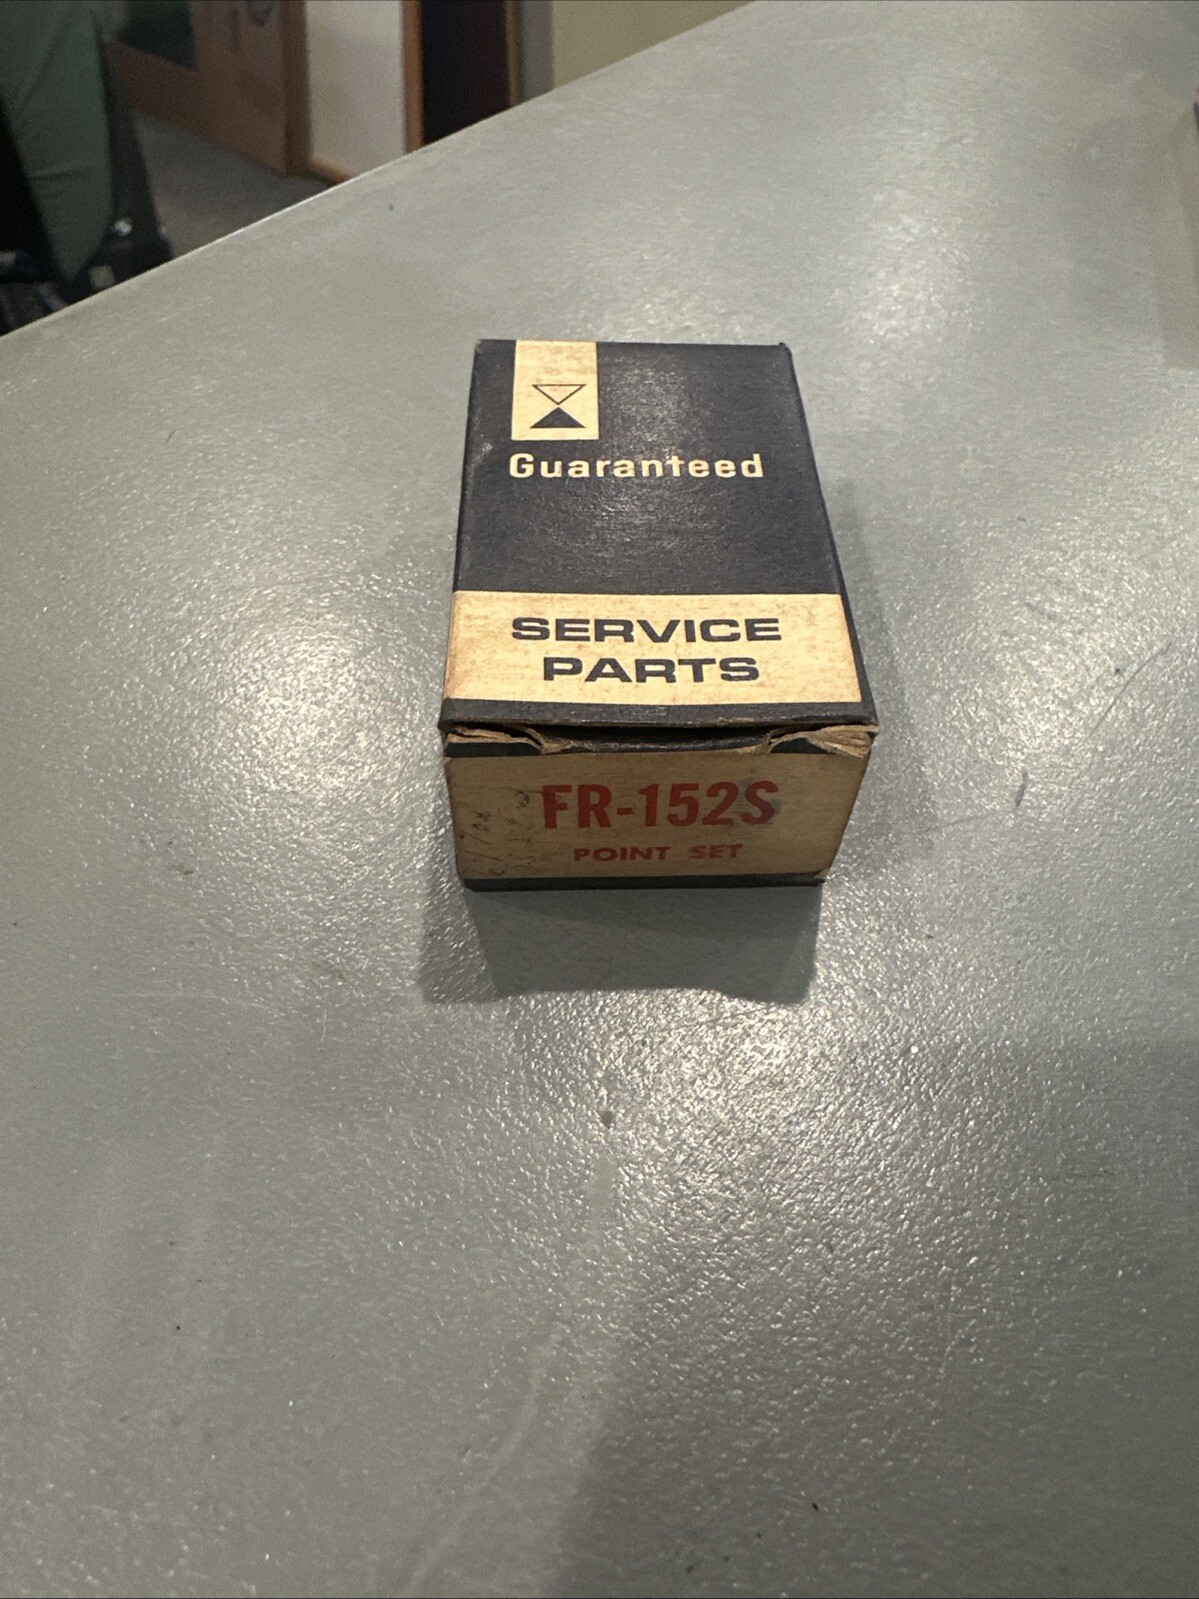 Guaranteed
SERVICE
PARTS
FR-152S
POINT SET